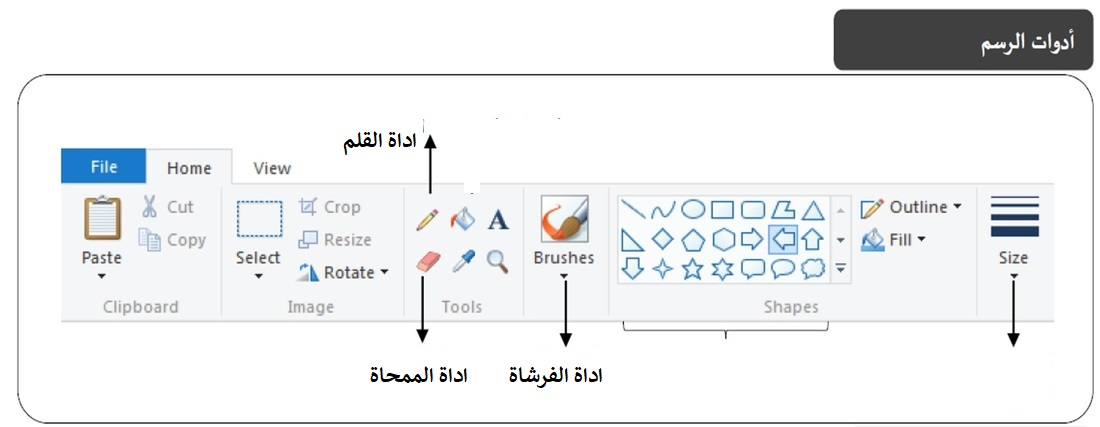 أدوات الرسم
اداة القلم
File Home View
Paste
Cut
Copy
Clipboard
Select
Crop
Resize
Rotate
Image
A
Tools
Brushes
Shapes
Outline
Fill
Size
اداة الممحاة
اداة الفرشاة